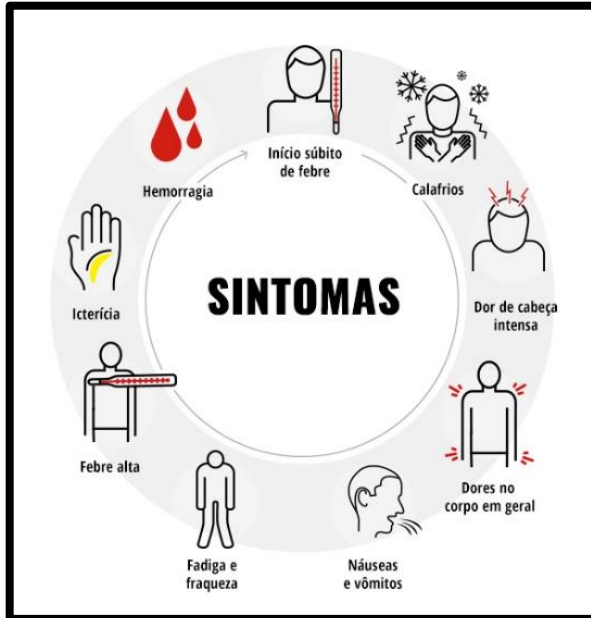 SINTOMAS
Início súbito
de febre
Calafrios
Dor de cabeça
intensa
Dores no
corpo em geral
Náuseas
e vômitos
Fadiga e
fraqueza
Febre alta
Icterícia
Hemorragia